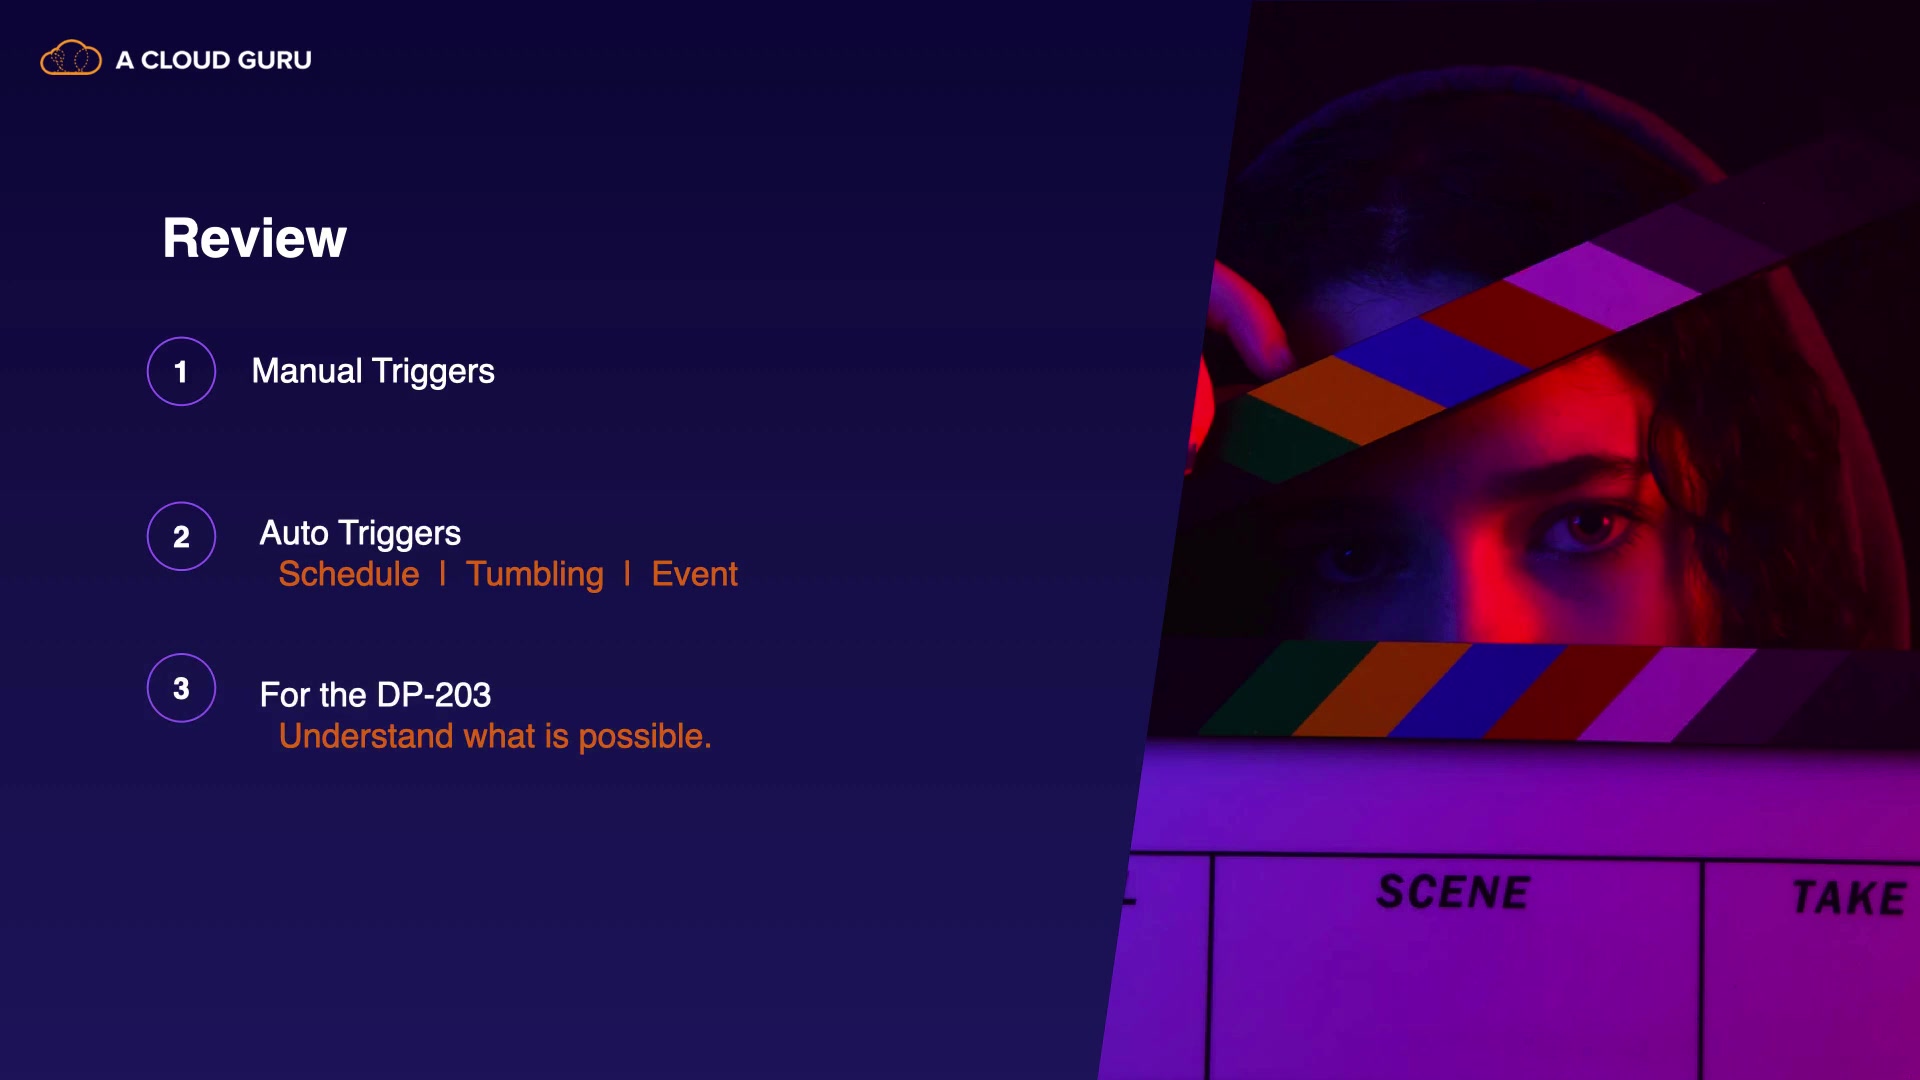 A CLOUD GURU
Review
1 Manual Triggers
2 Auto Triggers
Schedule | Tumbling | Event
3 For the DP-203
Understand what is possible.
SCENE
TAKE